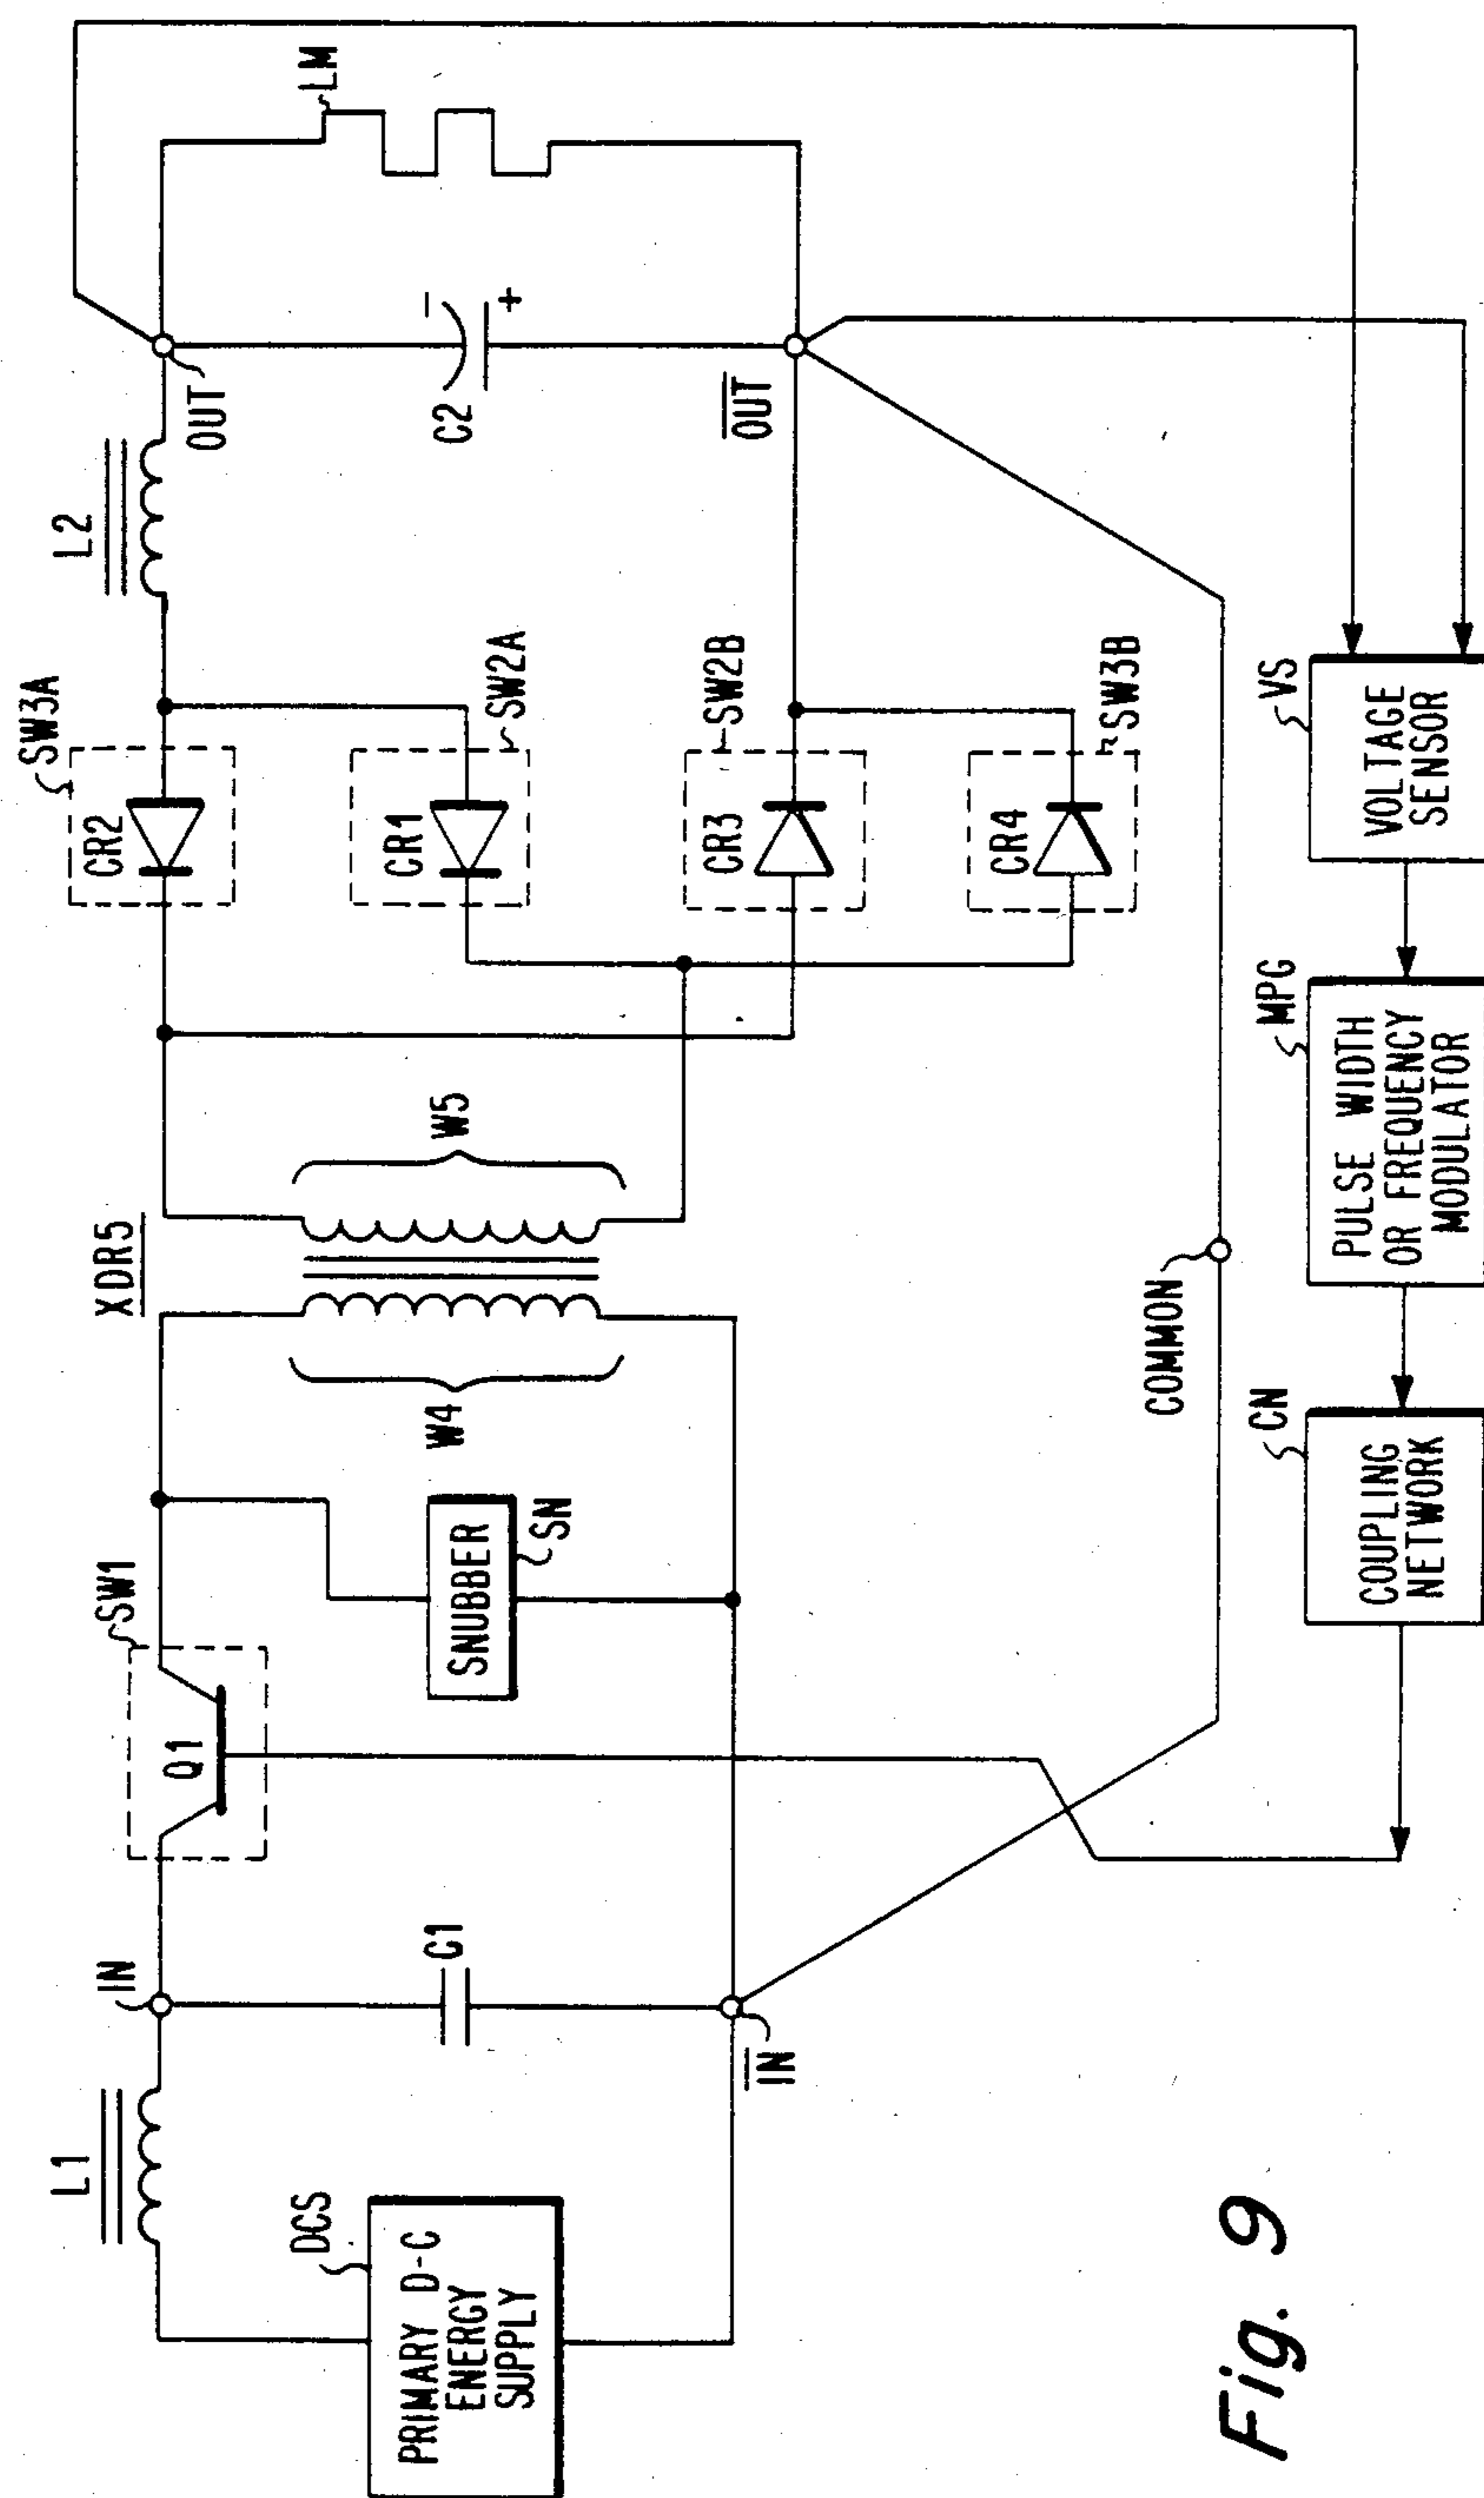 L1
DCS
PRIMARY D-C
ENERGY
SUPPLY
IN
C1
I̅N̅
SW1
Q1
SNUBBER
SN
XDR5
W4
W5
SW3A
CR2
CR1
SW2A
CR3
SW2B
CR4
SW3B
L2
OUT
C2
−
+
O̅U̅T̅
LM
COMMON
CN
COUPLING
NETWORK
MPG
PULSE WIDTH
OR FREQUENCY
MODULATOR
VS
VOLTAGE
SENSOR
Fig. 9